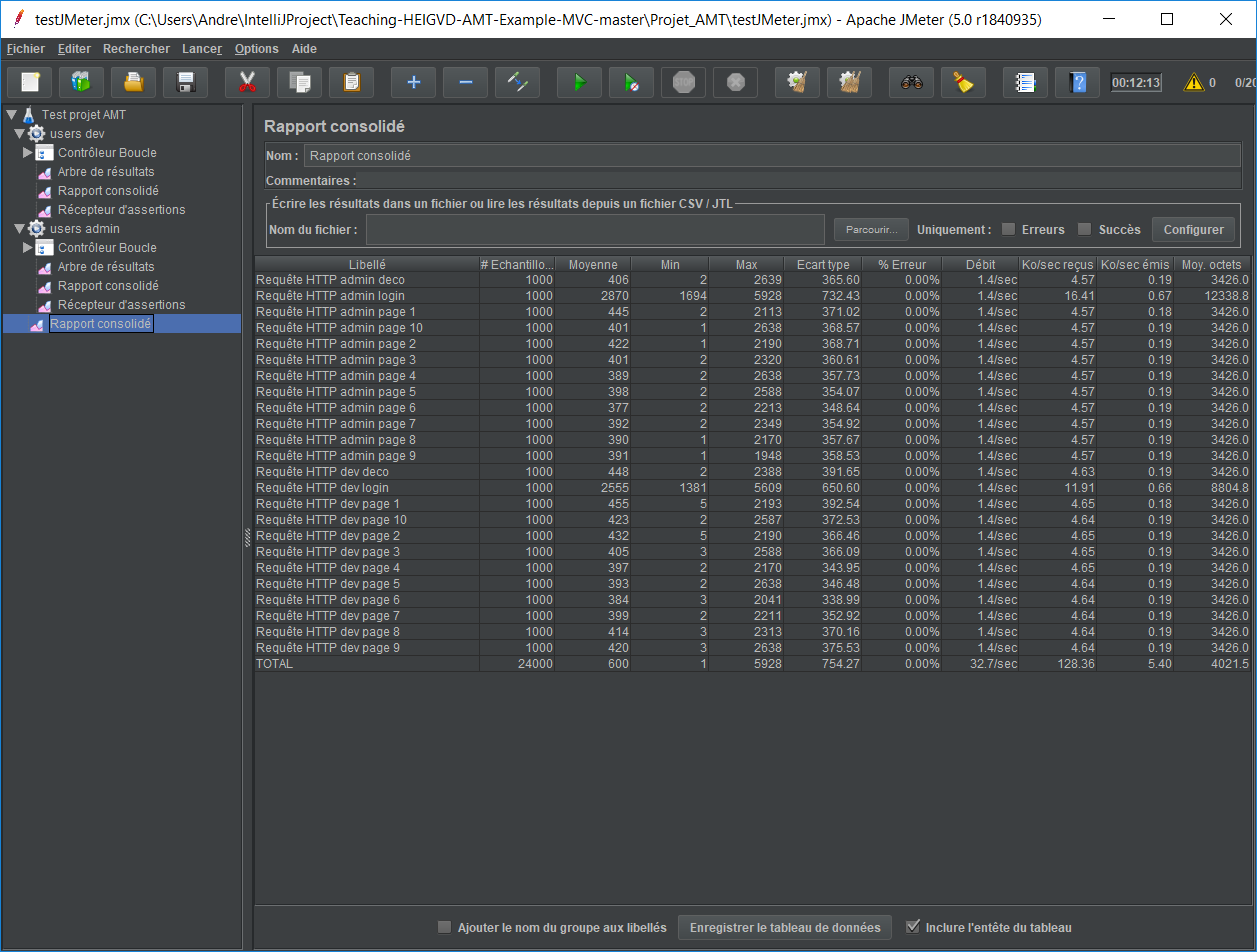 testJMeter.jmx (C:\Users\Andre\IntelliJProject\Teaching-HEIGVD-AMT-Example-MVC-master\Projet_AMT\testJMeter.jmx) - Apache JMeter (5.0 r1840935)
Fichier Editer Rechercher Lancer Options Aide
STOP 00:12:13 0 0/20
Test projet AMT
users dev
Contrôleur Boucle
Arbre de résultats
Rapport consolidé
Récepteur d'assertions
users admin
Contrôleur Boucle
Arbre de résultats
Rapport consolidé
Récepteur d'assertions
Rapport consolidé
Rapport consolidé
Nom : Rapport consolidé
Commentaires :
Écrire les résultats dans un fichier ou lire les résultats depuis un fichier CSV / JTL
Nom du fichier : Parcourir... Uniquement : Erreurs Succès Configurer
Libellé # Echantillo... Moyenne Min Max Ecart type % Erreur Débit Ko/sec reçus Ko/sec émis Moy. octets
Requête HTTP admin deco 1000 406 2 2639 365.60 0.00% 1.4/sec 4.57 0.19 3426.0
Requête HTTP admin login 1000 2870 1694 5928 732.43 0.00% 1.4/sec 16.41 0.67 12338.8
Requête HTTP admin page 1 1000 445 2 2113 371.02 0.00% 1.4/sec 4.57 0.18 3426.0
Requête HTTP admin page 10 1000 401 1 2638 368.57 0.00% 1.4/sec 4.57 0.19 3426.0
Requête HTTP admin page 2 1000 422 1 2190 368.71 0.00% 1.4/sec 4.57 0.19 3426.0
Requête HTTP admin page 3 1000 401 2 2320 360.61 0.00% 1.4/sec 4.57 0.19 3426.0
Requête HTTP admin page 4 1000 389 2 2638 357.73 0.00% 1.4/sec 4.57 0.19 3426.0
Requête HTTP admin page 5 1000 398 2 2588 354.07 0.00% 1.4/sec 4.57 0.19 3426.0
Requête HTTP admin page 6 1000 377 2 2213 348.64 0.00% 1.4/sec 4.57 0.19 3426.0
Requête HTTP admin page 7 1000 392 2 2349 354.92 0.00% 1.4/sec 4.57 0.19 3426.0
Requête HTTP admin page 8 1000 390 1 2170 357.67 0.00% 1.4/sec 4.57 0.19 3426.0
Requête HTTP admin page 9 1000 391 1 1948 358.53 0.00% 1.4/sec 4.57 0.19 3426.0
Requête HTTP dev deco 1000 448 2 2388 391.65 0.00% 1.4/sec 4.63 0.19 3426.0
Requête HTTP dev login 1000 2555 1381 5609 650.60 0.00% 1.4/sec 11.91 0.66 8804.8
Requête HTTP dev page 1 1000 455 5 2193 392.54 0.00% 1.4/sec 4.65 0.18 3426.0
Requête HTTP dev page 10 1000 423 2 2587 372.53 0.00% 1.4/sec 4.64 0.19 3426.0
Requête HTTP dev page 2 1000 432 5 2190 366.46 0.00% 1.4/sec 4.65 0.19 3426.0
Requête HTTP dev page 3 1000 405 3 2588 366.09 0.00% 1.4/sec 4.65 0.19 3426.0
Requête HTTP dev page 4 1000 397 2 2170 343.95 0.00% 1.4/sec 4.65 0.19 3426.0
Requête HTTP dev page 5 1000 393 2 2638 346.48 0.00% 1.4/sec 4.64 0.19 3426.0
Requête HTTP dev page 6 1000 384 3 2041 338.99 0.00% 1.4/sec 4.64 0.19 3426.0
Requête HTTP dev page 7 1000 399 2 2211 352.92 0.00% 1.4/sec 4.64 0.19 3426.0
Requête HTTP dev page 8 1000 414 3 2313 370.16 0.00% 1.4/sec 4.64 0.19 3426.0
Requête HTTP dev page 9 1000 420 3 2638 375.53 0.00% 1.4/sec 4.64 0.19 3426.0
TOTAL 24000 600 1 5928 754.27 0.00% 32.7/sec 128.36 5.40 4021.5
Ajouter le nom du groupe aux libellés Enregistrer le tableau de données Inclure l'entête du tableau